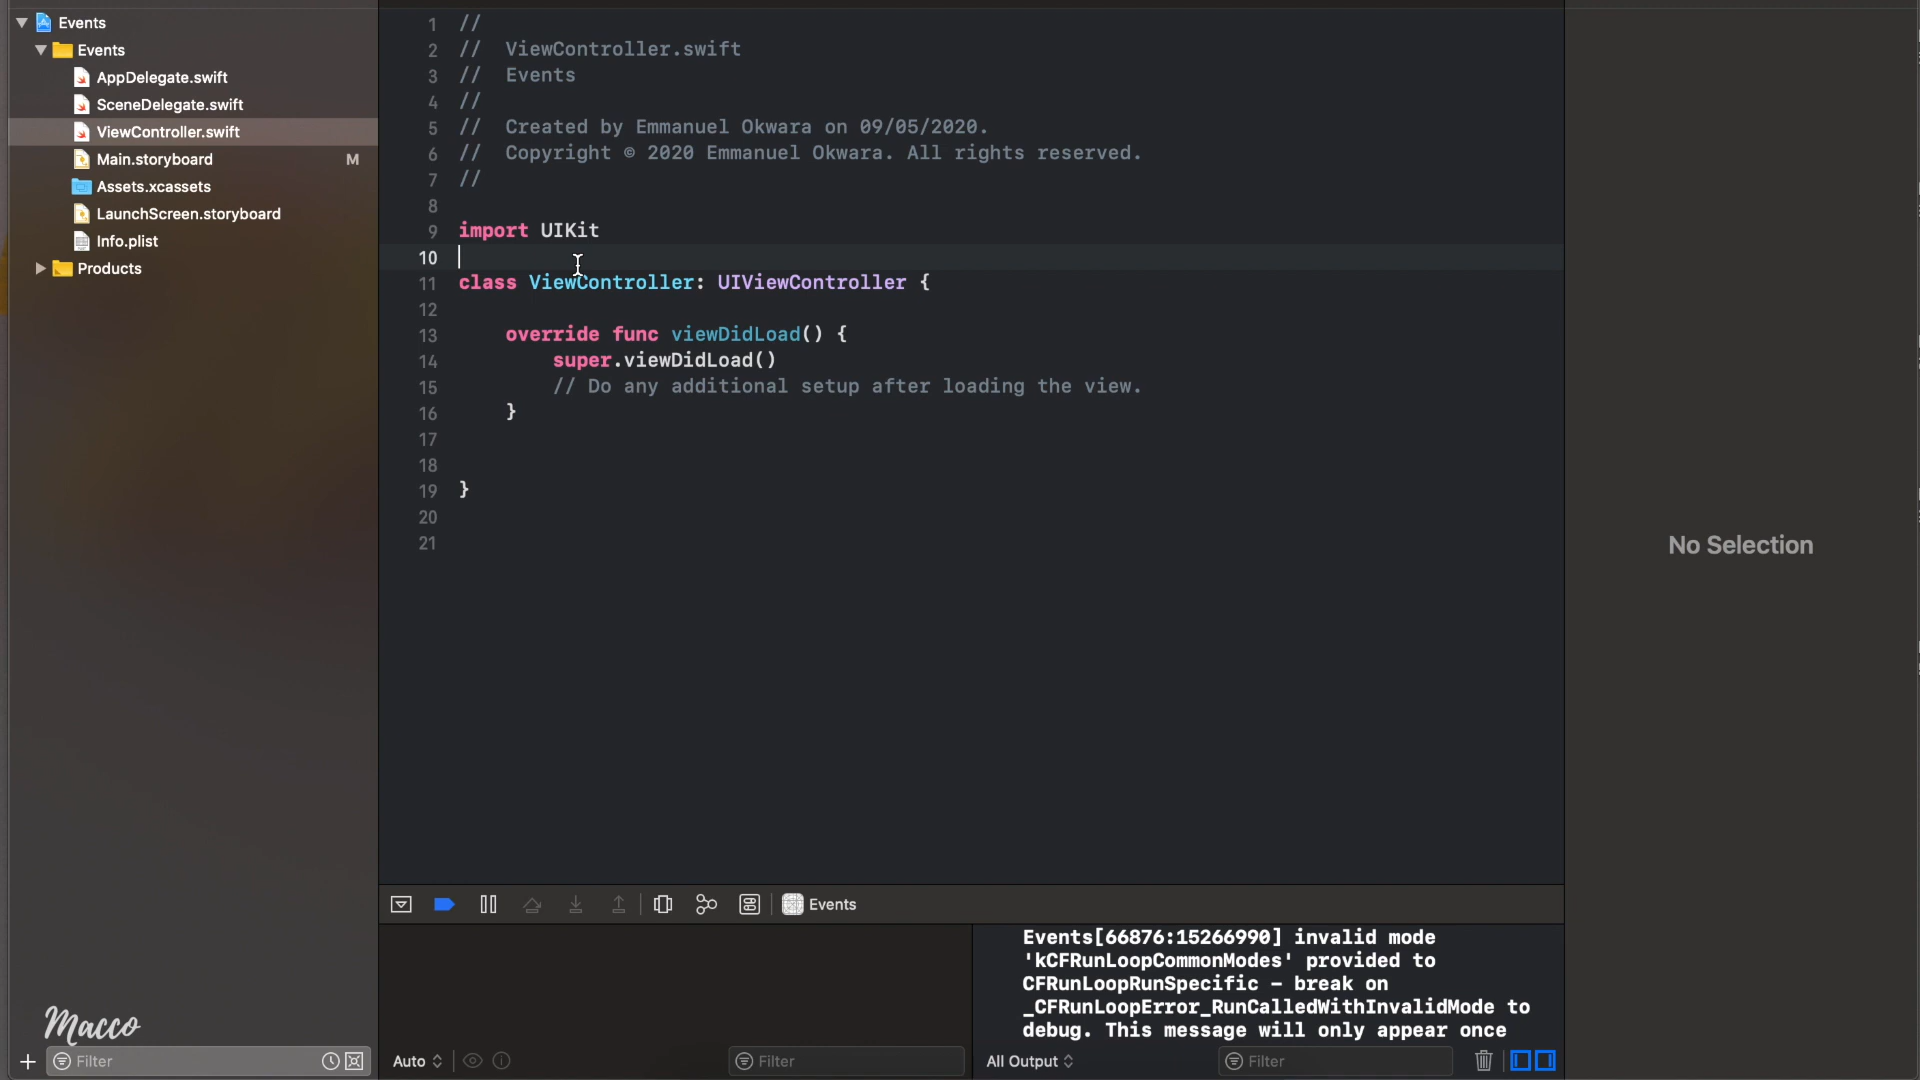 Events
Events
AppDelegate.swift
SceneDelegate.swift
ViewController.swift
Main.storyboard M
Assets.xcassets
LaunchScreen.storyboard
Info.plist
Products
1 //
2 //  ViewController.swift
3 //  Events
4 //
5 //  Created by Emmanuel Okwara on 09/05/2020.
6 //  Copyright © 2020 Emmanuel Okwara. All rights reserved.
7 //
8
9 import UIKit
10
11 class ViewController: UIViewController {
12
13     override func viewDidLoad() {
14         super.viewDidLoad()
15         // Do any additional setup after loading the view.
16     }
17
18
19 }
20
21
No Selection
Events
Events[66876:15266990] invalid mode
'kCFRunLoopCommonModes' provided to
CFRunLoopRunSpecific - break on
_CFRunLoopError_RunCalledWithInvalidMode to
debug. This message will only appear once
Macco
Filter
Auto
Filter
All Output
Filter